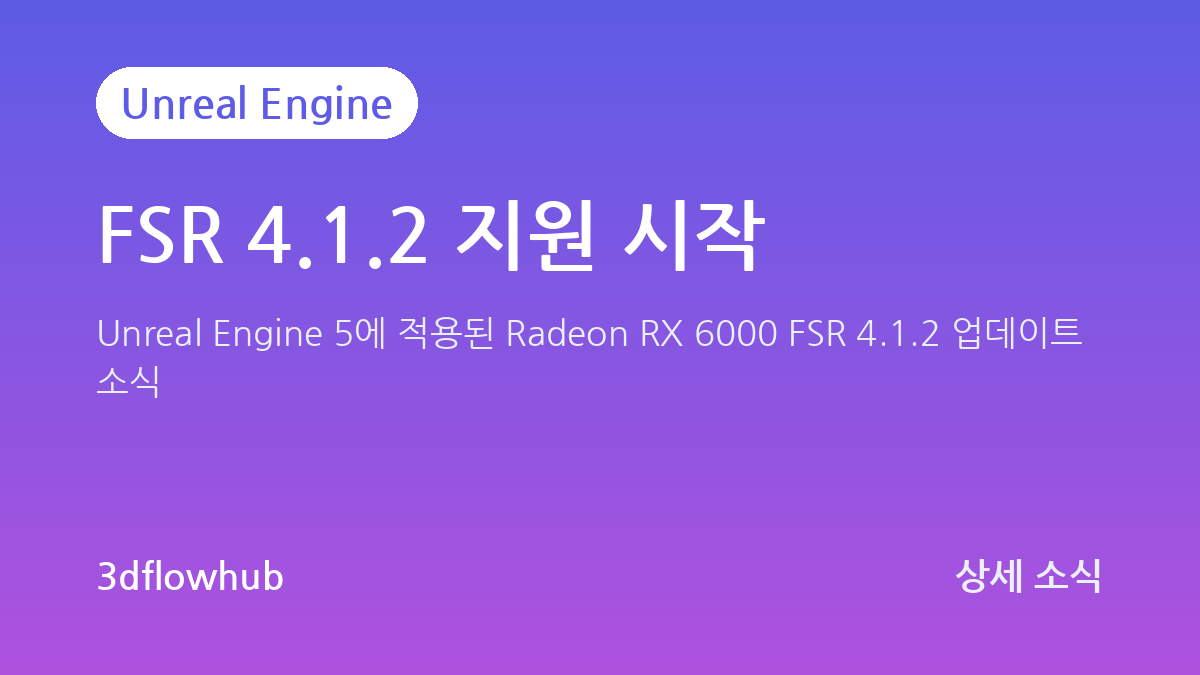 Unreal Engine
FSR 4.1.2 지원 시작
Unreal Engine 5에 적용된 Radeon RX 6000 FSR 4.1.2 업데이트
소식
3dflowhub
상세 소식